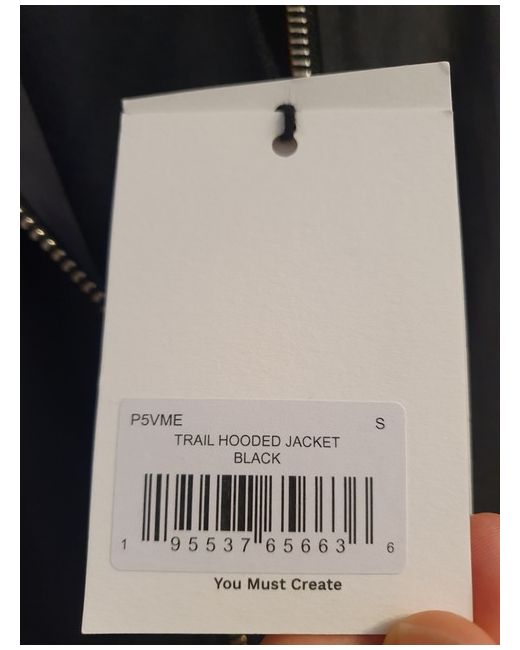 P5VME S
TRAIL HOODED JACKET
BLACK
1 95537 65663 6
You Must Create